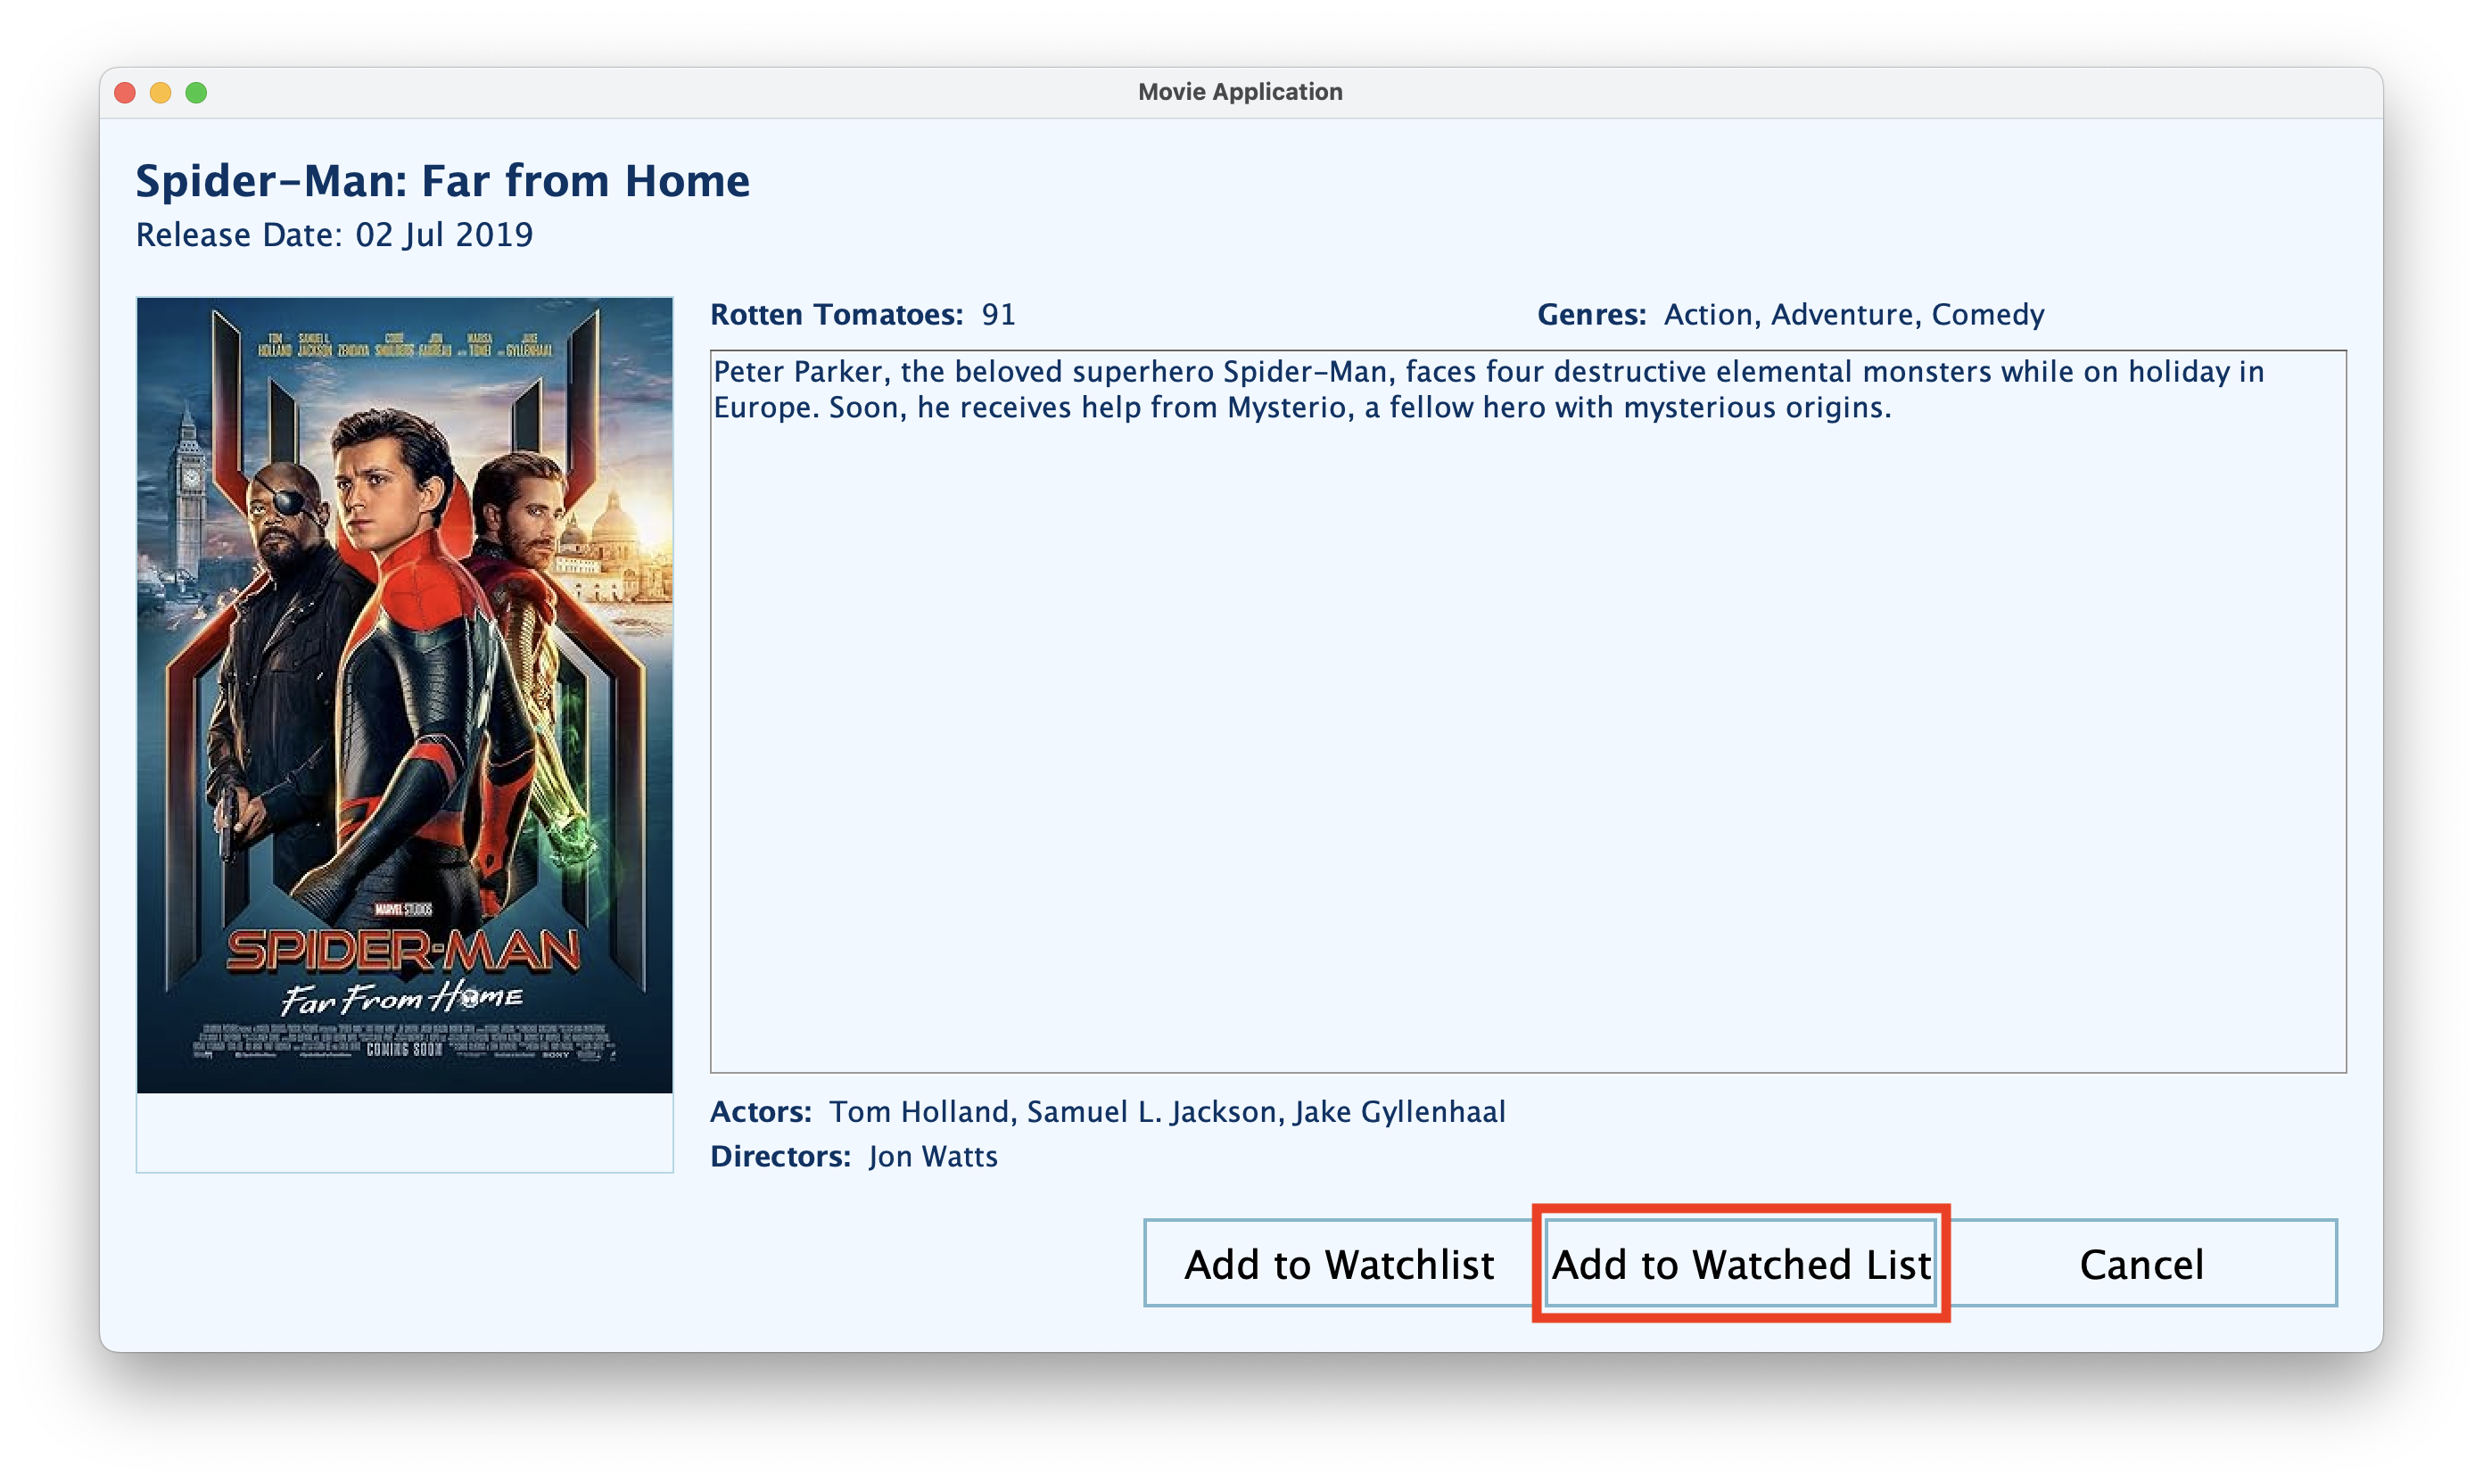 Movie Application
Spider-Man: Far from Home
Release Date: 02 Jul 2019
TOM HOLLAND SAMUEL L. JACKSON ZENDAYA COBIE SMULDERS JON FAVREAU MARISA TOMEI JAKE GYLLENHAAL
MARVEL STUDIOS
SPIDER-MAN
Far From Home
COMING SOON
SONY
Rotten Tomatoes: 91
Genres: Action, Adventure, Comedy
Peter Parker, the beloved superhero Spider-Man, faces four destructive elemental monsters while on holiday in
Europe. Soon, he receives help from Mysterio, a fellow hero with mysterious origins.
Actors: Tom Holland, Samuel L. Jackson, Jake Gyllenhaal
Directors: Jon Watts
Add to Watchlist
Add to Watched List
Cancel